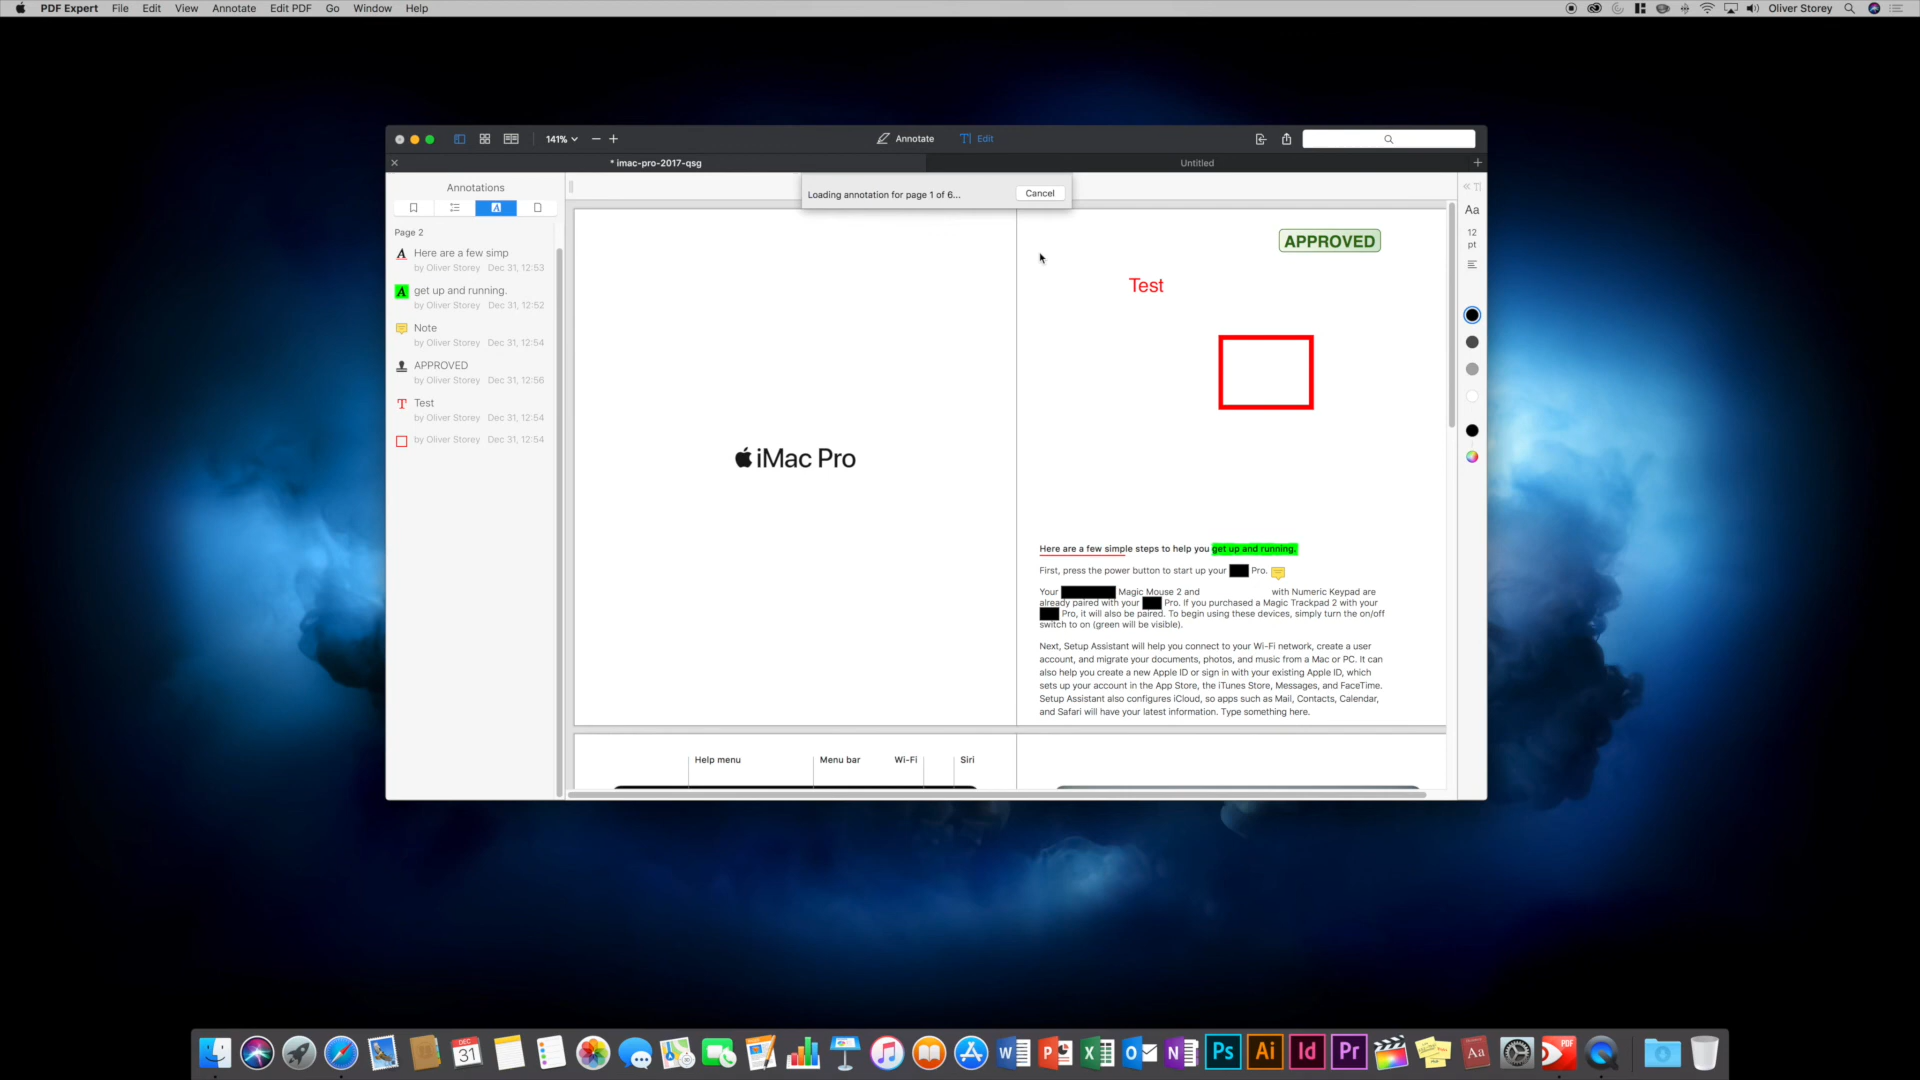 PDF Expert File Edit View Annotate Edit PDF Go Window Help
Oliver Storey
141%
Annotate
Edit
* imac-pro-2017-qsg
Untitled
Annotations
Page 2
Here are a few simp
by Oliver Storey Dec 31, 12:53
get up and running.
by Oliver Storey Dec 31, 12:52
Note
by Oliver Storey Dec 31, 12:54
APPROVED
by Oliver Storey Dec 31, 12:56
Test
by Oliver Storey Dec 31, 12:54
by Oliver Storey Dec 31, 12:54
Loading annotation for page 1 of 6...
Cancel
iMac Pro
APPROVED
Test
Here are a few simple steps to help you get up and running.
First, press the power button to start up your Pro.
Your Magic Mouse 2 and with Numeric Keypad are
already paired with your Pro. If you purchased a Magic Trackpad 2 with your
Pro, it will also be paired. To begin using these devices, simply turn the on/off
switch to on (green will be visible).
Next, Setup Assistant will help you connect to your Wi-Fi network, create a user
account, and migrate your documents, photos, and music from a Mac or PC. It can
also help you create a new Apple ID or sign in with your existing Apple ID, which
sets up your account in the App Store, the iTunes Store, Messages, and FaceTime.
Setup Assistant also configures iCloud, so apps such as Mail, Contacts, Calendar,
and Safari will have your latest information. Type something here.
Help menu
Menu bar
Wi-Fi
Siri
Aa
12
pt
DEC
31
W
P
X
O
N
Ps
Ai
Id
Pr
Aa
PDF